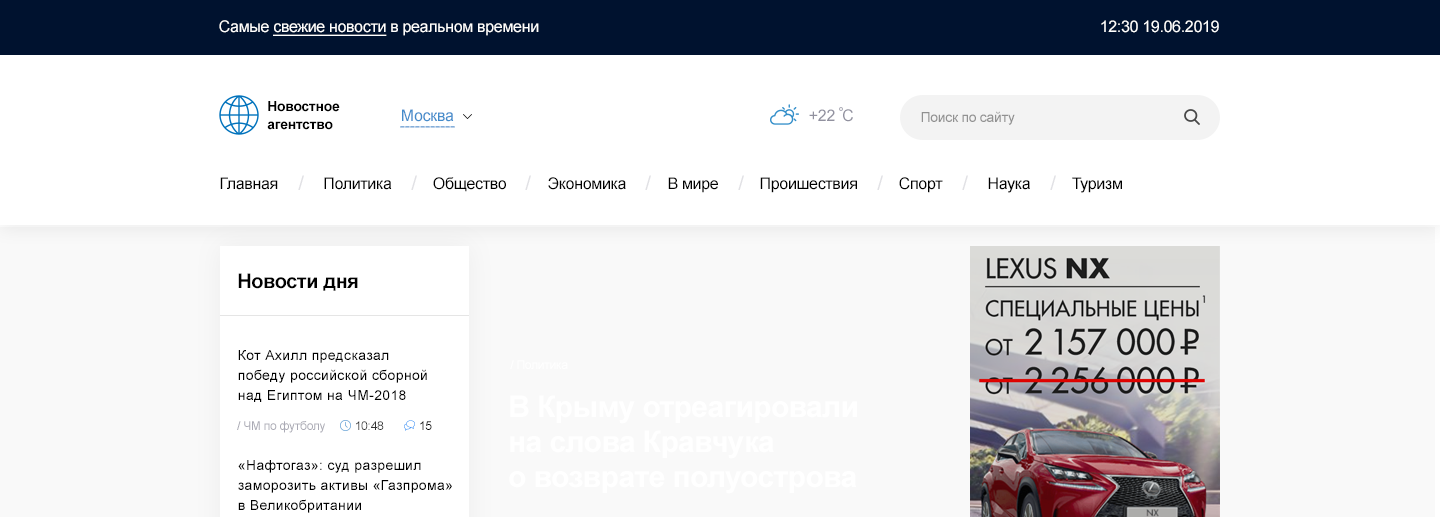 Самые свежие новости в реальном времени
12:30 19.06.2019
Новостное
агентство
Москва
+22 °C
Поиск по сайту
Главная / Политика / Общество / Экономика / В мире / Проишествия / Спорт / Наука / Туризм
Новости дня
Кот Ахилл предсказал
победу российской сборной
над Египтом на ЧМ-2018
/ ЧМ по футболу 10:48 15
«Нафтогаз»: суд разрешил
заморозить активы «Газпрома»
в Великобритании
/ Политика
В Крыму отреагировали
на слова Кравчука
о возврате полуострова
LEXUS NX
СПЕЦИАЛЬНЫЕ ЦЕНЫ1
ОТ 2 157 000 ₽
ОТ 2 256 000 ₽
NX